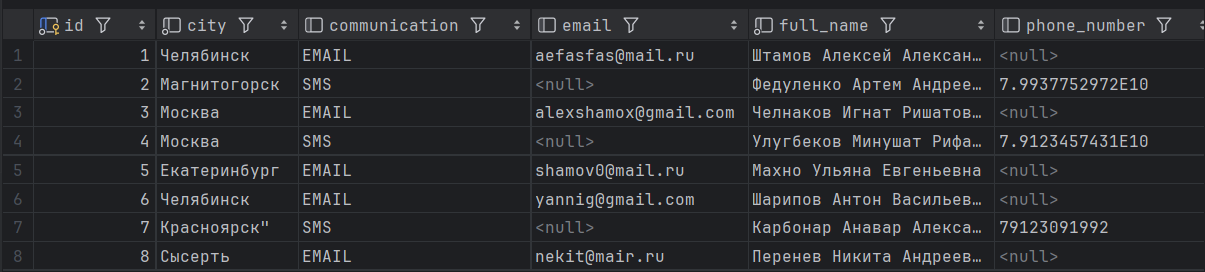 id city communication email full_name phone_number
1 1 Челябинск EMAIL aefasfas@mail.ru Штамов Алексей Алексан… <null>
2 2 Магнитогорск SMS <null> Федуленко Артем Андрее… 7.9937752972E10
3 3 Москва EMAIL alexshamox@gmail.com Челнаков Игнат Ришатов… <null>
4 4 Москва SMS <null> Улугбеков Минушат Рифа… 7.9123457431E10
5 5 Екатеринбург EMAIL shamov0@mail.ru Махно Ульяна Евгеньевна <null>
6 6 Челябинск EMAIL yannig@gmail.com Шарипов Антон Васильев… <null>
7 7 Красноярск" SMS <null> Карбонар Анавар Алекса… 79123091992
8 8 Сысерть EMAIL nekit@mair.ru Перенев Никита Андреев… <null>